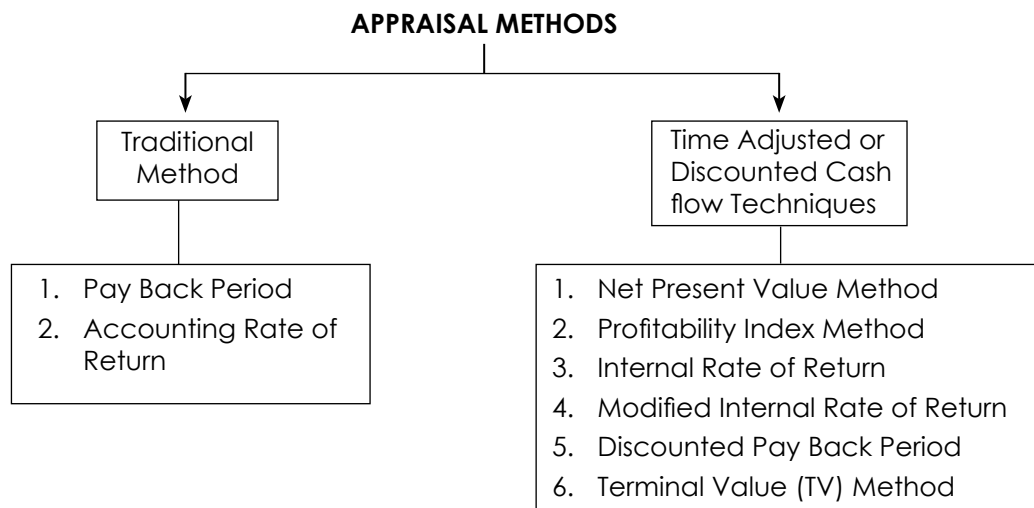 APPRAISAL METHODS
Traditional
Method
1. Pay Back Period
2. Accounting Rate of
Return
Time Adjusted or
Discounted Cash
flow Techniques
1. Net Present Value Method
2. Profitability Index Method
3. Internal Rate of Return
4. Modified Internal Rate of Return
5. Discounted Pay Back Period
6. Terminal Value (TV) Method